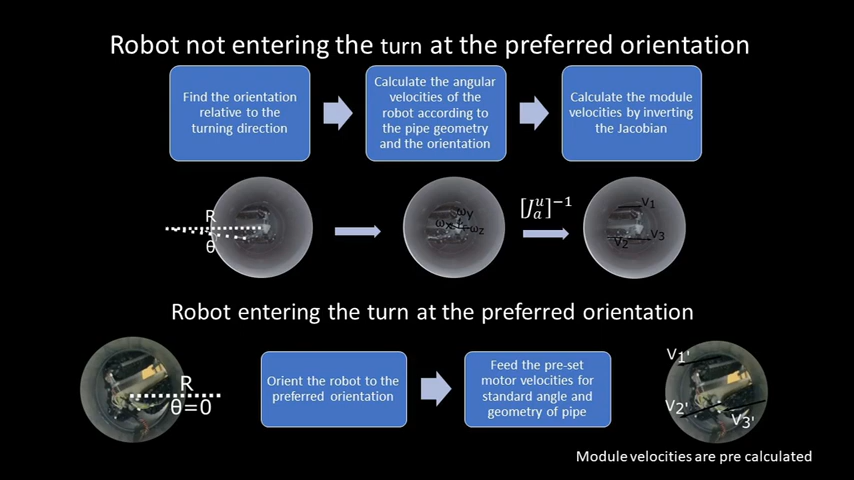 Robot not entering the turn at the preferred orientation
Find the orientation
relative to the
turning direction
Calculate the angular
velocities of the
robot according to
the pipe geometry
and the orientation
Calculate the module
velocities by inverting
the Jacobian
R
θ
ωy
ωx
ωz
[Jᵤₐ]⁻¹
V1
V2
V3
Robot entering the turn at the preferred orientation
R
θ=0
Orient the robot to the
preferred orientation
Feed the pre-set
motor velocities for
standard angle and
geometry of pipe
V1'
V2'
V3'
Module velocities are pre calculated